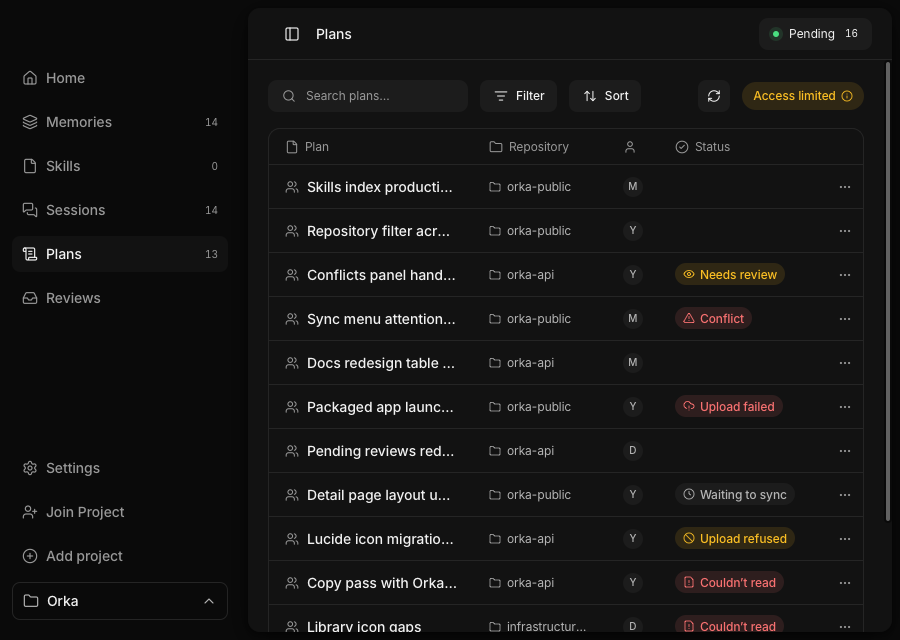 Plans
Pending 16
Home
Memories 14
Skills 0
Sessions 14
Plans 13
Reviews
Settings
Join Project
Add project
Orka
Search plans...
Filter
Sort
Access limited
Plan Repository Status
Skills index producti... orka-public M
Repository filter acr... orka-public Y
Conflicts panel hand... orka-api Y Needs review
Sync menu attention... orka-public M Conflict
Docs redesign table ... orka-api M
Packaged app launc... orka-public Y Upload failed
Pending reviews red... orka-api D
Detail page layout u... orka-public Y Waiting to sync
Lucide icon migratio... orka-api Y Upload refused
Copy pass with Orka... orka-api Y Couldn't read
Library icon gaps infrastructur... D Couldn't read